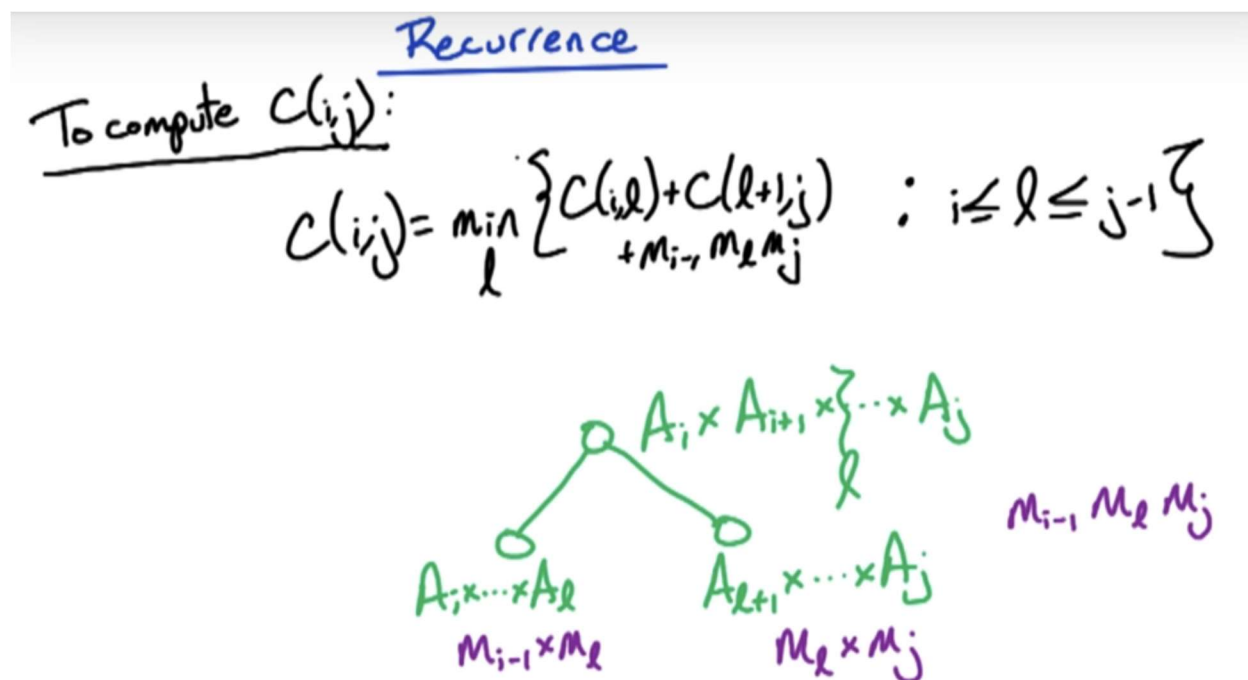 Recurrence
To compute C(i,j):
C(i,j) = min_l { C(i,l) + C(l+1,j) + m_{i-1} m_l m_j : i ≤ l ≤ j-1 }
A_i × A_{i+1} × } ··· × A_j
l
m_{i-1} m_l m_j
A_i × ··· × A_l A_{l+1} × ··· × A_j
m_{i-1} × m_l m_l × m_j